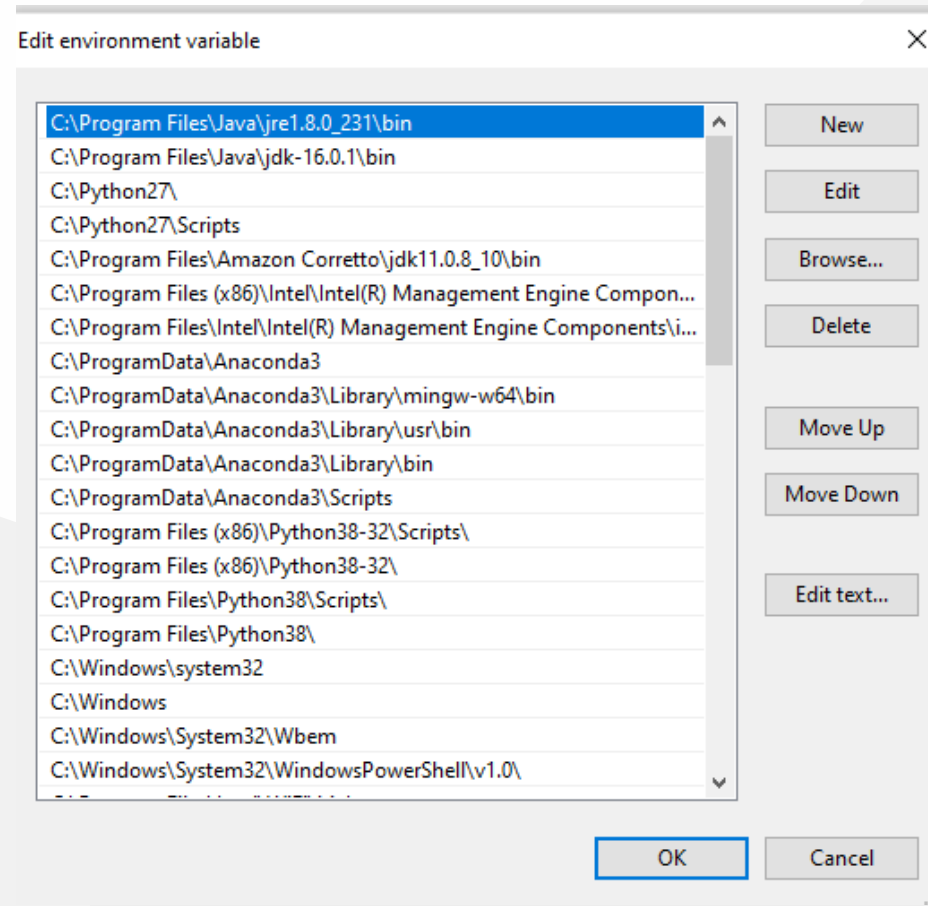 Edit environment variable
C:\Program Files\Java\jre1.8.0_231\bin
New
C:\Program Files\Java\jdk-16.0.1\bin
C:\Python27\
Edit
C:\Python27\Scripts
C:\Program Files\Amazon Corretto\jdk11.0.8_10\bin
Browse...
C:\Program Files (x86)\Intel\Intel(R) Management Engine Compon...
C:\Program Files\Intel\Intel(R) Management Engine Components\i...
Delete
C:\ProgramData\Anaconda3
C:\ProgramData\Anaconda3\Library\mingw-w64\bin
C:\ProgramData\Anaconda3\Library\usr\bin
Move Up
C:\ProgramData\Anaconda3\Library\bin
C:\ProgramData\Anaconda3\Scripts
Move Down
C:\Program Files (x86)\Python38-32\Scripts\
C:\Program Files (x86)\Python38-32\
C:\Program Files\Python38\Scripts\
Edit text...
C:\Program Files\Python38\
C:\Windows\system32
C:\Windows
C:\Windows\System32\Wbem
C:\Windows\System32\WindowsPowerShell\v1.0\
OK
Cancel